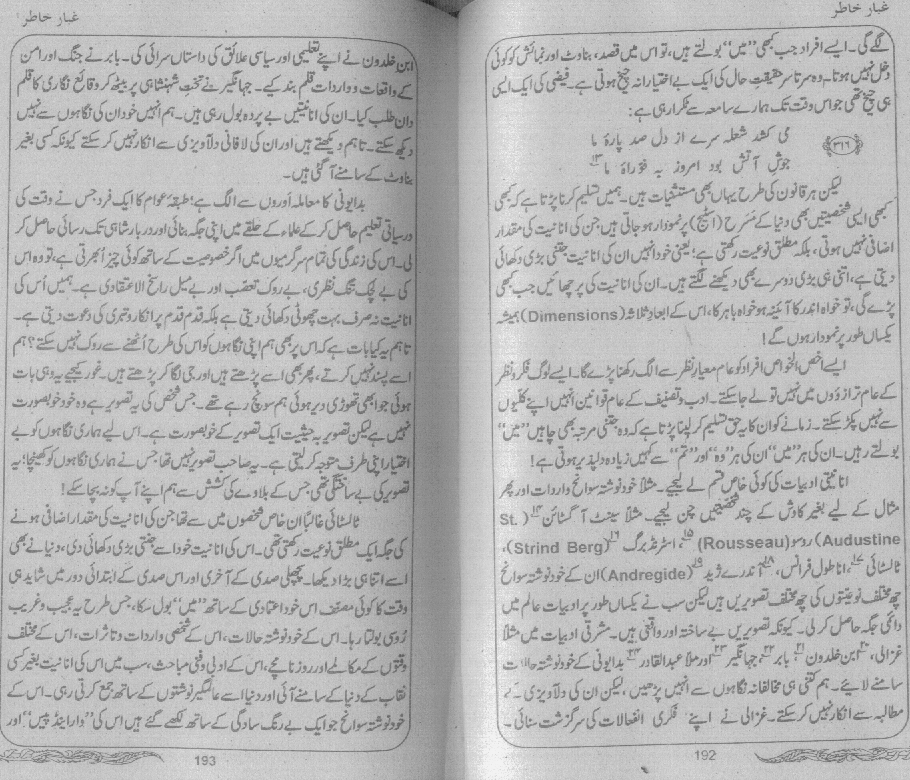 غبار خاطر
لگے گی۔ ایسے افراد جب کبھی ”میں“ بولتے ہیں، تو اس میں قصد، بناوٹ اور نمائش کو کوئی
دخل نہیں ہوتا۔ وہ سرتاسر حقیقتِ حال کی ایک بے اختیارانہ چیخ ہوتی ہے۔ فیضی کی ایک ایسی
ہی چیخ تھی جو اس وقت تک ہمارے سامعہ سے ٹکرا رہی ہے:
می کشد شعلہ سرے از دل صد پارۂ ما
﴿۳۱۶﴾
جوش آتش بود امروز بہ فوّارۂ ما ۱۳
لیکن ہر قانون کی طرح یہاں بھی مستثنیات ہیں۔ ہمیں تسلیم کرنا پڑتا ہے کہ کبھی
کبھی ایسی شخصیتیں بھی دنیا کے مَسرح (اسٹیج) پر نمودار ہو جاتی ہیں جن کی انانیت کی مقدار
اضافی نہیں ہوتی، بلکہ مطلق نوعیت رکھتی ہے؛ یعنی خود انہیں ان کی انانیت جتنی بڑی دکھائی
دیتی ہے، اتنی ہی بڑی دوسرے بھی دیکھنے لگتے ہیں۔ ان کی انانیت کی پرچھائیں جب کبھی
پڑے گی، تو خواہ اندر کا آئینہ ہو خواہ باہر کا، اس کے ابعادِ ثلاثہ (Dimensions) ہمیشہ
یکساں طور پر نمودار ہوں گے!
ایسے اخص الخواص افراد کو عام معیارِ نظر سے الگ رکھنا پڑے گا۔ ایسے لوگ فکر و نظر
کے عام ترازوؤں میں نہیں تولے جا سکتے۔ ادب و تصنیف کے عام قوانین انہیں اپنے کلّیوں
سے نہیں پکڑ سکتے۔ زمانے کو ان کا یہ حق تسلیم کر لینا پڑتا ہے کہ وہ جتنی مرتبہ بھی چاہیں ”میں“
بولتے رہیں۔ ان کی ہر ”میں“ ان کی ہر ”وہ“ اور ”تم“ سے کہیں زیادہ دلپذیر ہوتی ہے!
انانیتی ادبیات کی کوئی خاص قسم لے لیجیے۔ مثلاً خود نوشتہ سوانح واردات اور پھر
مثال کے لیے بغیر کاوش کے چند شخصیتیں چن لیجیے۔ مثلاً سینٹ آگسٹائن ۱۴ (St.
Audustine) روسو (Rousseau) ۱۵، اسٹرنڈبرگ ۱۶ (Strind Berg)،
ٹالسٹائی ۱۷، اناطول فرانس، ۱۸ آندرے ژید ۱۹ (Andregide) ان کے خود نوشتہ سوانح
چھ مختلف نوعیتوں کی چھ مختلف تصویریں ہیں لیکن سب نے یکساں طور پر ادبیات عالم میں
دائمی جگہ حاصل کر لی۔ کیونکہ تصویریں بے ساختہ اور واقعی ہیں۔ مشرقی ادبیات میں مثلاً
غزالی، ۲۰ ابن خلدون ۲۱ بابر ۲۲، جہانگیر ۲۳ اور ملا عبدالقادر ۲۴ بدایونی کے خود نوشتہ حالات
سامنے لائیے۔ ہم کتنی ہی مخالفانہ نگاہوں سے انہیں پڑھیں، لیکن ان کی دلآویزی کے
مطالبہ سے انکار نہیں کر سکتے۔ غزالی نے اپنے فکری انفعالات کی سرگزشت سنائی۔
192
غبار خاطر
ابن خلدون نے اپنے تعلیمی اور سیاسی علائق کی داستاں سرائی کی۔ بابر نے جنگ اور امن
کے واقعات و واردات قلم بند کیے۔ جہانگیر نے تخت شہنشاہی پر بیٹھ کر وقائع نگاری کا قلم
دان طلب کیا۔ ان کی انانیتیں بے پردہ بول رہی ہیں۔ ہم انہیں خود ان کی نگاہوں سے نہیں
دیکھ سکتے۔ تاہم دیکھتے ہیں اور ان کی لافانی دلآویزی سے انکار نہیں کر سکتے کیونکہ کسی بغیر
بناوٹ کے سامنے آ گئی ہیں۔
بدایونی کا معاملہ اوروں سے الگ ہے؛ طبقۂ عوام کا ایک فرد جس نے وقت کی
درسیاتی تعلیم حاصل کر کے علماء کے حلقے میں اپنی جگہ بنائی اور دربار شاہی تک رسائی حاصل کر
لی۔ اس کی زندگی کی تمام سرگرمیوں میں اگر خصوصیت کے ساتھ کوئی چیز اُبھرتی ہے، تو وہ اس
کی بے لچک تنگ نظری، بے روک تعصب اور بے میل راسخ الاعتقادی ہے۔ ہمیں اُس کی
انانیت نہ صرف بہت چھوٹی دکھائی دیتی ہے بلکہ قدم قدم پر انکار و تبرّی کی دعوت دیتی ہے۔
تاہم یہ کیا بات ہے کہ اس پر بھی ہم اپنی نگاہوں کو اس کی طرح اُٹھنے سے روک نہیں سکتے؟ ہم
اسے پسند نہیں کرتے، پھر بھی اسے پڑھتے ہیں اور جی لگا کر پڑھتے ہیں۔ غور کیجیے یہ وہی بات
ہوئی جو ابھی تھوڑی دیر ہوئی ہم سونچ رہے تھے۔ جس شخص کی یہ تصویر ہے وہ خود خوبصورت
نہیں ہے لیکن تصویر بہ حیثیت ایک تصویر کے خوبصورت ہے۔ اس لیے ہماری نگاہوں کو بے
اختیار اپنی طرف متوجہ کر لیتی ہے۔ یہ صاحب تصویر نہیں تھا جس نے ہماری نگاہوں کو کھینچا؛ یہ
تصویر کی بے ساختگی تھی جس کے بلاوے کی کشش سے ہم اپنے آپ کو نہ بچا سکے!
ٹالسٹائی غالباً ان خاص شخصوں میں سے تھا جن کی انانیت کی مقدار اضافی ہونے
کی جگہ ایک مطلق نوعیت رکھتی تھی۔ اس کی انانیت خود اسے جتنی بڑی دکھائی دی، دنیا نے بھی
اسے اتنا ہی بڑا دیکھا۔ پچھلی صدی کے آخری اور اس صدی کے ابتدائی دور میں شاید ہی
وقت کا کوئی مصنف اس خود اعتمادی کے ساتھ ”میں“ بول سکا، جس طرح یہ عجیب و غریب
رُوسی بولتا رہا۔ اس کے خود نوشتہ حالات، اس کے شخصی واردات و تاثرات، اس کے مختلف
وقتوں کے مکالمے اور روزنامچے، اس کے ادبی و فنی مباحث، سب میں اس کی انانیت بغیر کسی
نقاب کے دنیا کے سامنے آئی اور دنیا اسے عالمگیر نوشتوں کے ساتھ جمع کرتی رہی۔ اس کے
خود نوشتہ سوانح جو ایک بے رنگ سادگی کے ساتھ لکھے گئے ہیں اس کی ”وار اینڈ پیس“ اور
193